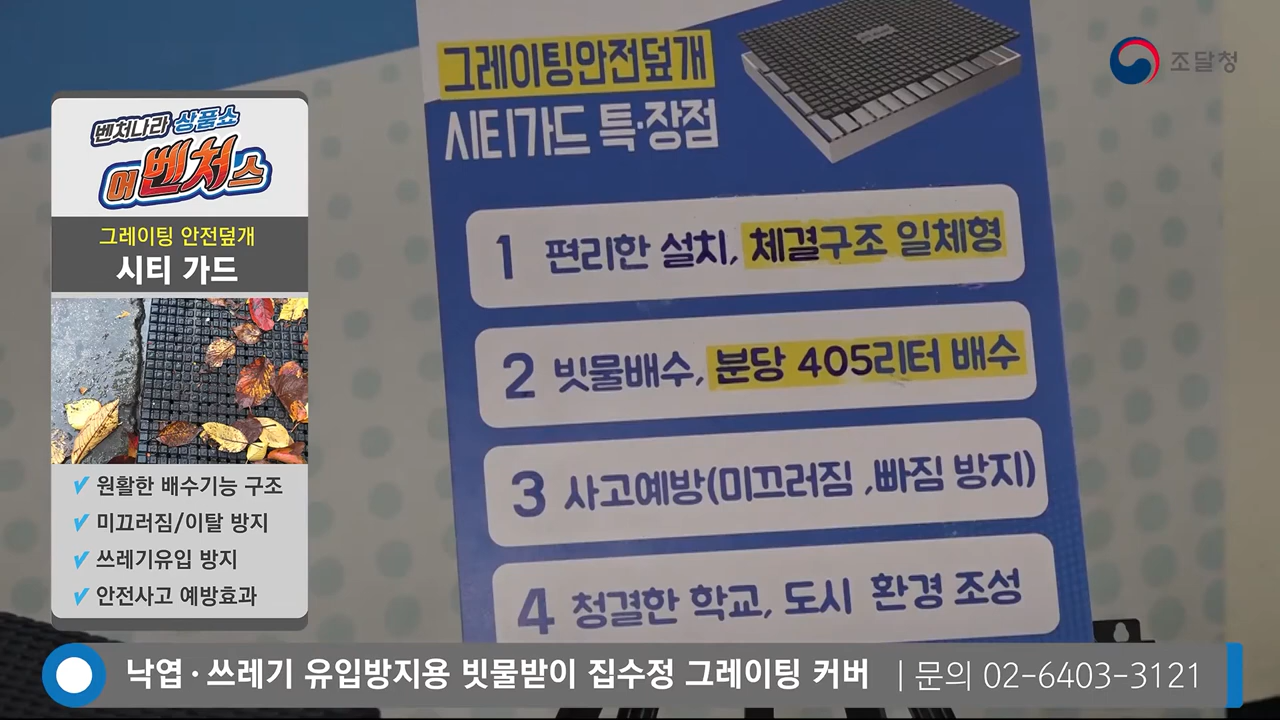 조달청
벤처나라 상품쇼
어벤처스
그레이팅 안전덮개
시티 가드
원활한 배수기능 구조
미끄러짐/이탈 방지
쓰레기유입 방지
안전사고 예방효과
그레이팅안전덮개
시티가드 특·장점
1 편리한 설치, 체결구조 일체형
2 빗물배수, 분당 405리터 배수
3 사고예방(미끄러짐 ,빠짐 방지)
4 청결한 학교, 도시 환경 조성
낙엽·쓰레기 유입방지용 빗물받이 집수정 그레이팅 커버 | 문의 02-6403-3121